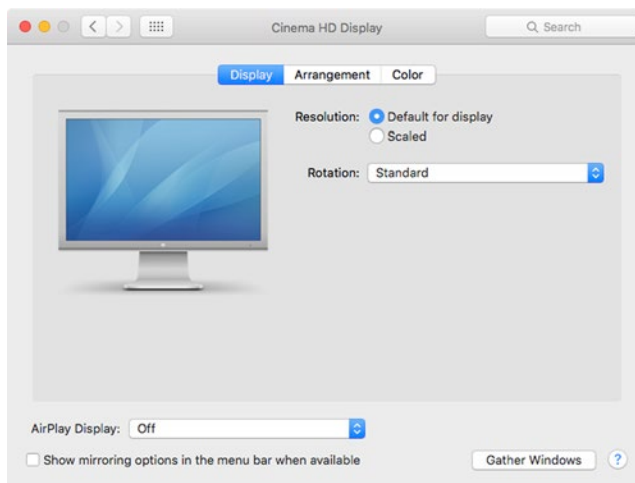 Cinema HD Display
Search
Display Arrangement Color
Resolution: Default for display
Scaled
Rotation: Standard
AirPlay Display: Off
Show mirroring options in the menu bar when available
Gather Windows ?